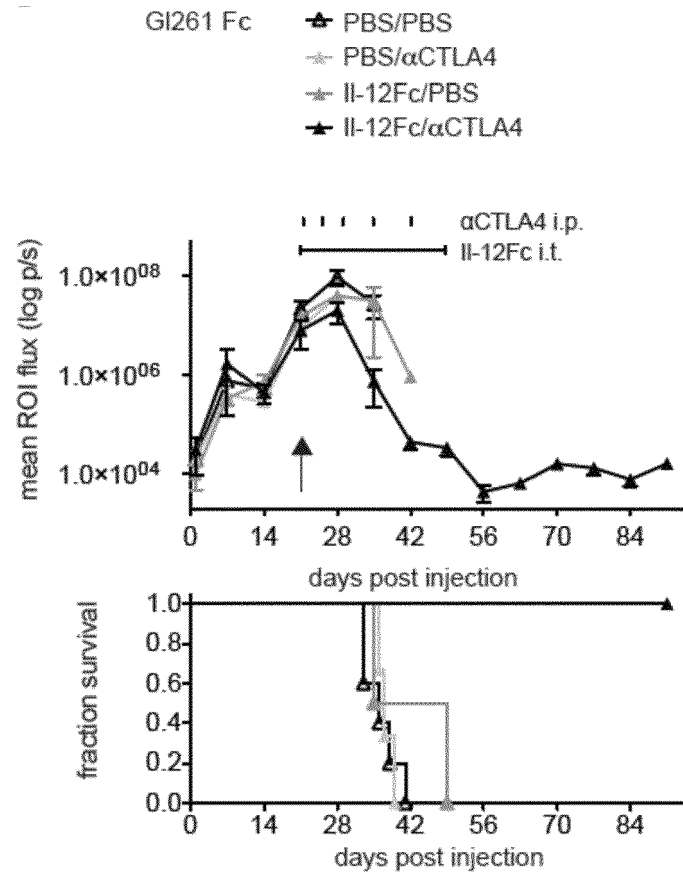 Gl261 Fc
PBS/PBS
PBS/αCTLA4
Il-12Fc/PBS
Il-12Fc/αCTLA4
αCTLA4 i.p.
Il-12Fc i.t.
mean ROI flux (log p/s)
1.0×10⁰⁸
1.0×10⁰⁶
1.0×10⁰⁴
0 14 28 42 56 70 84
days post injection
fraction survival
1.0
0.8
0.6
0.4
0.2
0.0
0 14 28 42 56 70 84
days post injection